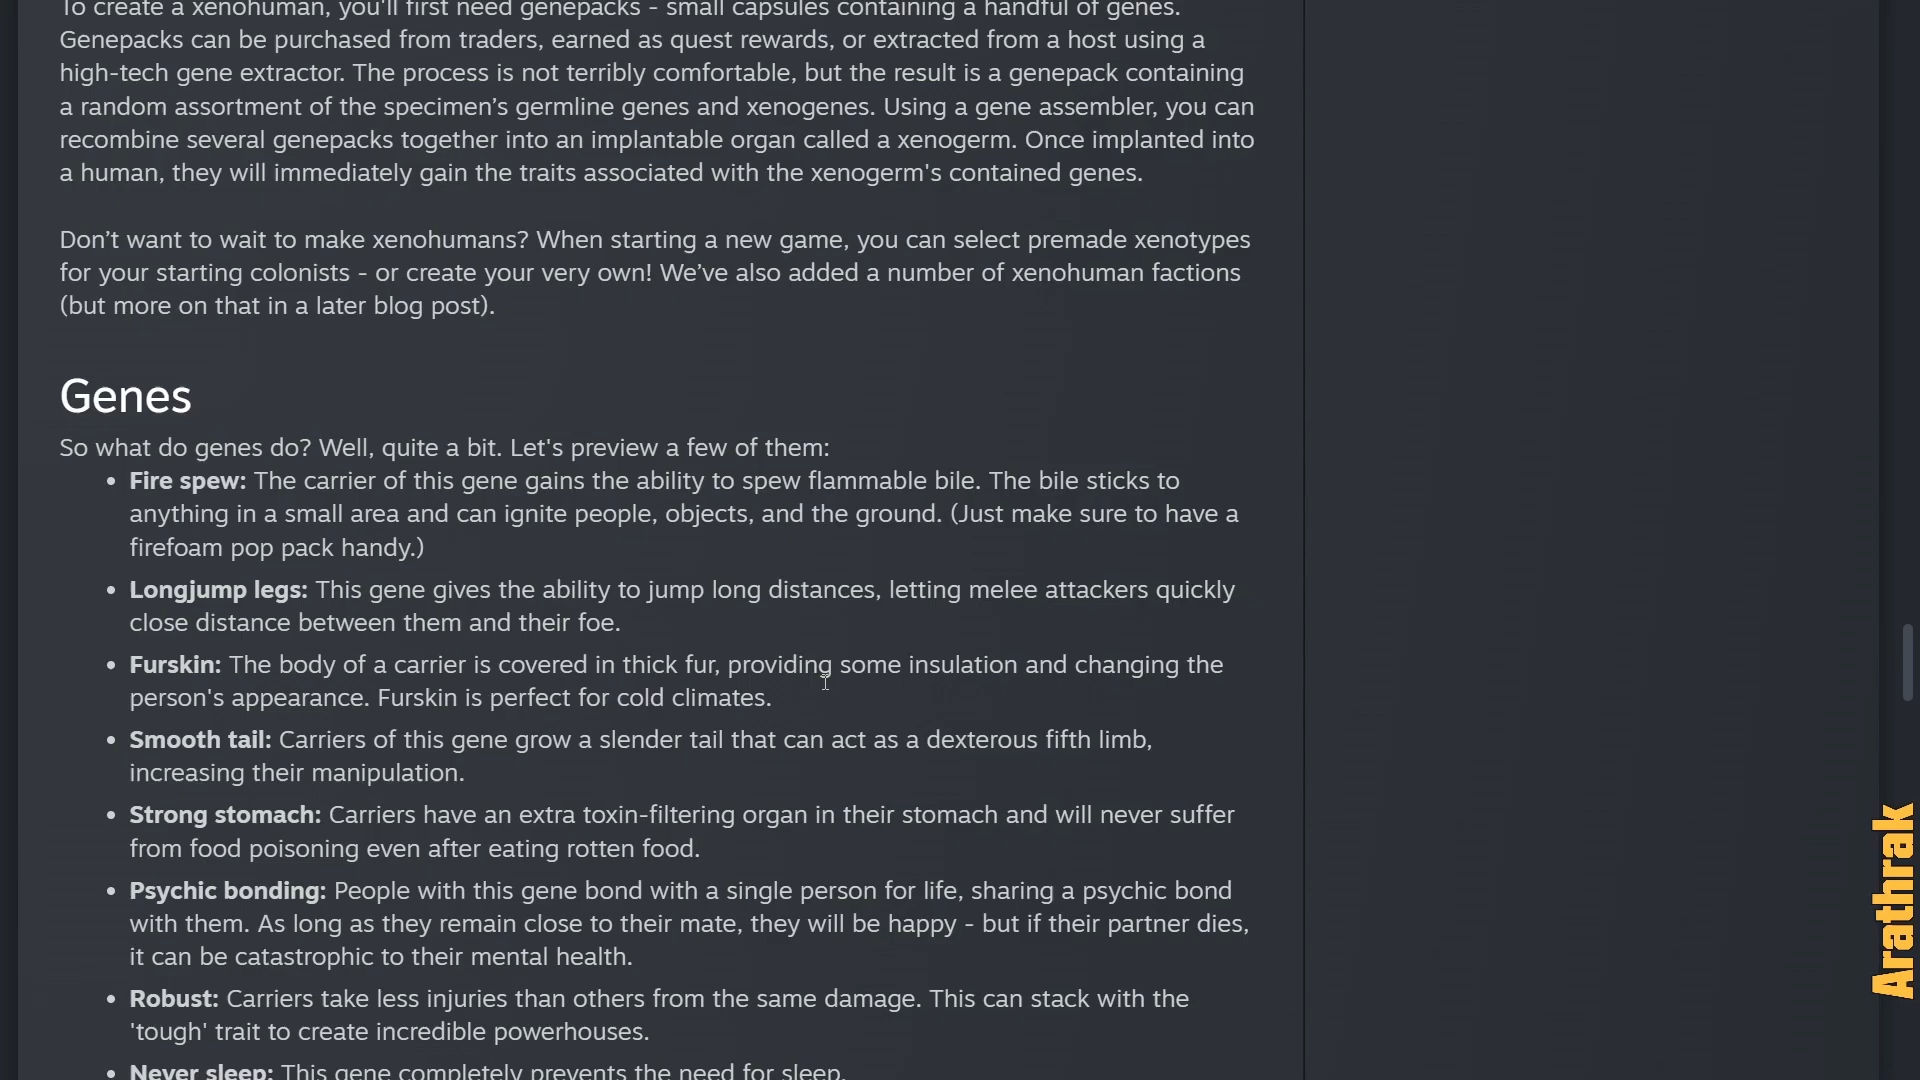 To create a xenohuman, you'll first need genepacks - small capsules containing a handful of genes.
Genepacks can be purchased from traders, earned as quest rewards, or extracted from a host using a
high-tech gene extractor. The process is not terribly comfortable, but the result is a genepack containing
a random assortment of the specimen’s germline genes and xenogenes. Using a gene assembler, you can
recombine several genepacks together into an implantable organ called a xenogerm. Once implanted into
a human, they will immediately gain the traits associated with the xenogerm's contained genes.
Don’t want to wait to make xenohumans? When starting a new game, you can select premade xenotypes
for your starting colonists - or create your very own! We’ve also added a number of xenohuman factions
(but more on that in a later blog post).
Genes
So what do genes do? Well, quite a bit. Let's preview a few of them:
• Fire spew: The carrier of this gene gains the ability to spew flammable bile. The bile sticks to
anything in a small area and can ignite people, objects, and the ground. (Just make sure to have a
firefoam pop pack handy.)
• Longjump legs: This gene gives the ability to jump long distances, letting melee attackers quickly
close distance between them and their foe.
• Furskin: The body of a carrier is covered in thick fur, providing some insulation and changing the
person's appearance. Furskin is perfect for cold climates.
• Smooth tail: Carriers of this gene grow a slender tail that can act as a dexterous fifth limb,
increasing their manipulation.
• Strong stomach: Carriers have an extra toxin-filtering organ in their stomach and will never suffer
from food poisoning even after eating rotten food.
• Psychic bonding: People with this gene bond with a single person for life, sharing a psychic bond
with them. As long as they remain close to their mate, they will be happy - but if their partner dies,
it can be catastrophic to their mental health.
• Robust: Carriers take less injuries than others from the same damage. This can stack with the
'tough' trait to create incredible powerhouses.
• Never sleep: This gene completely prevents the need for sleep.
Arathrak